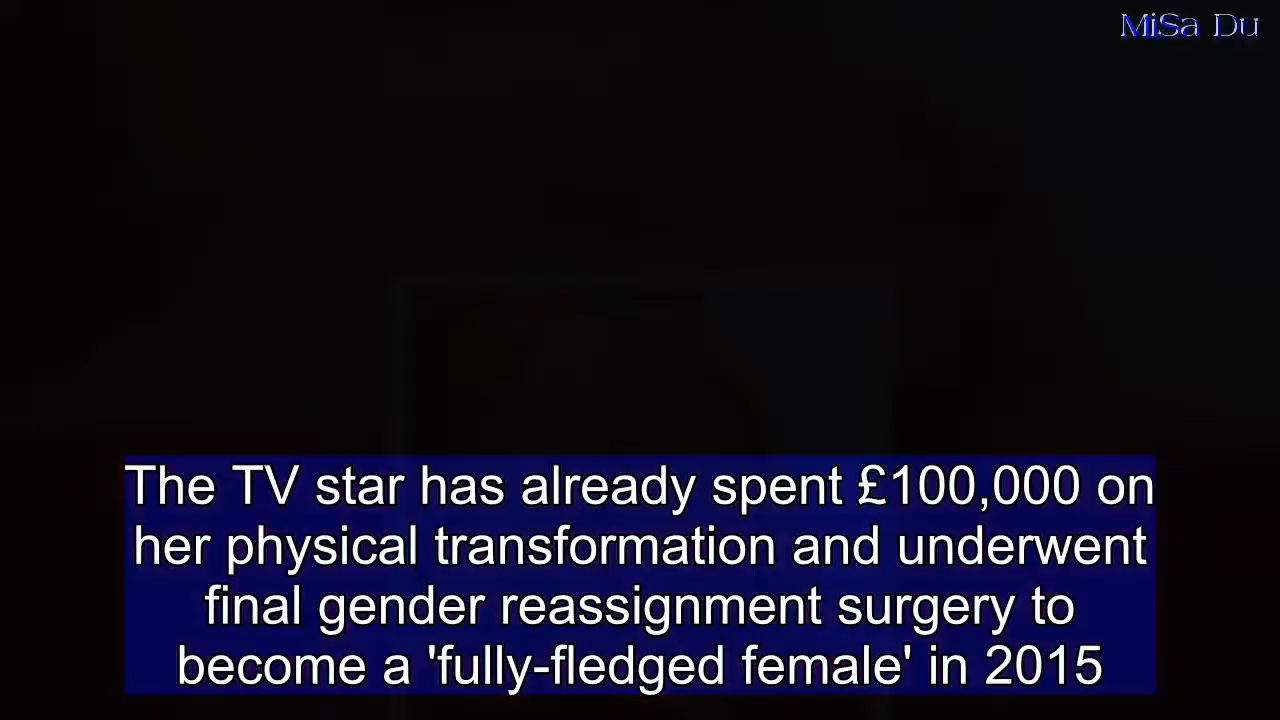 MiSa Du
The TV star has already spent £100,000 on
her physical transformation and underwent
final gender reassignment surgery to
become a 'fully-fledged female' in 2015